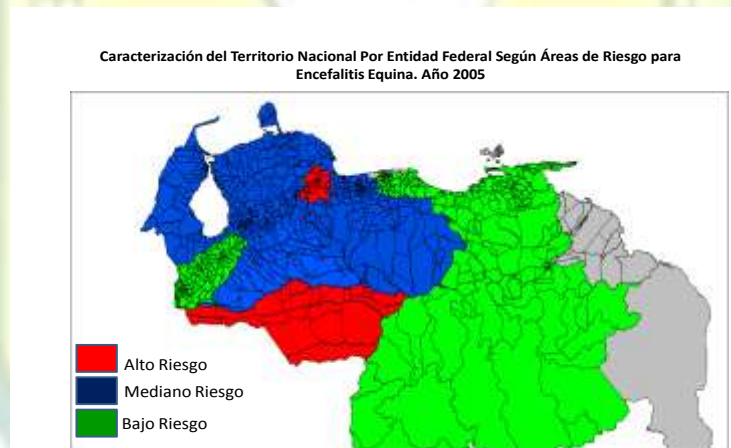 Caracterización del Territorio Nacional Por Entidad Federal Según Áreas de Riesgo para
Encefalitis Equina. Año 2005
Alto Riesgo
Mediano Riesgo
Bajo Riesgo